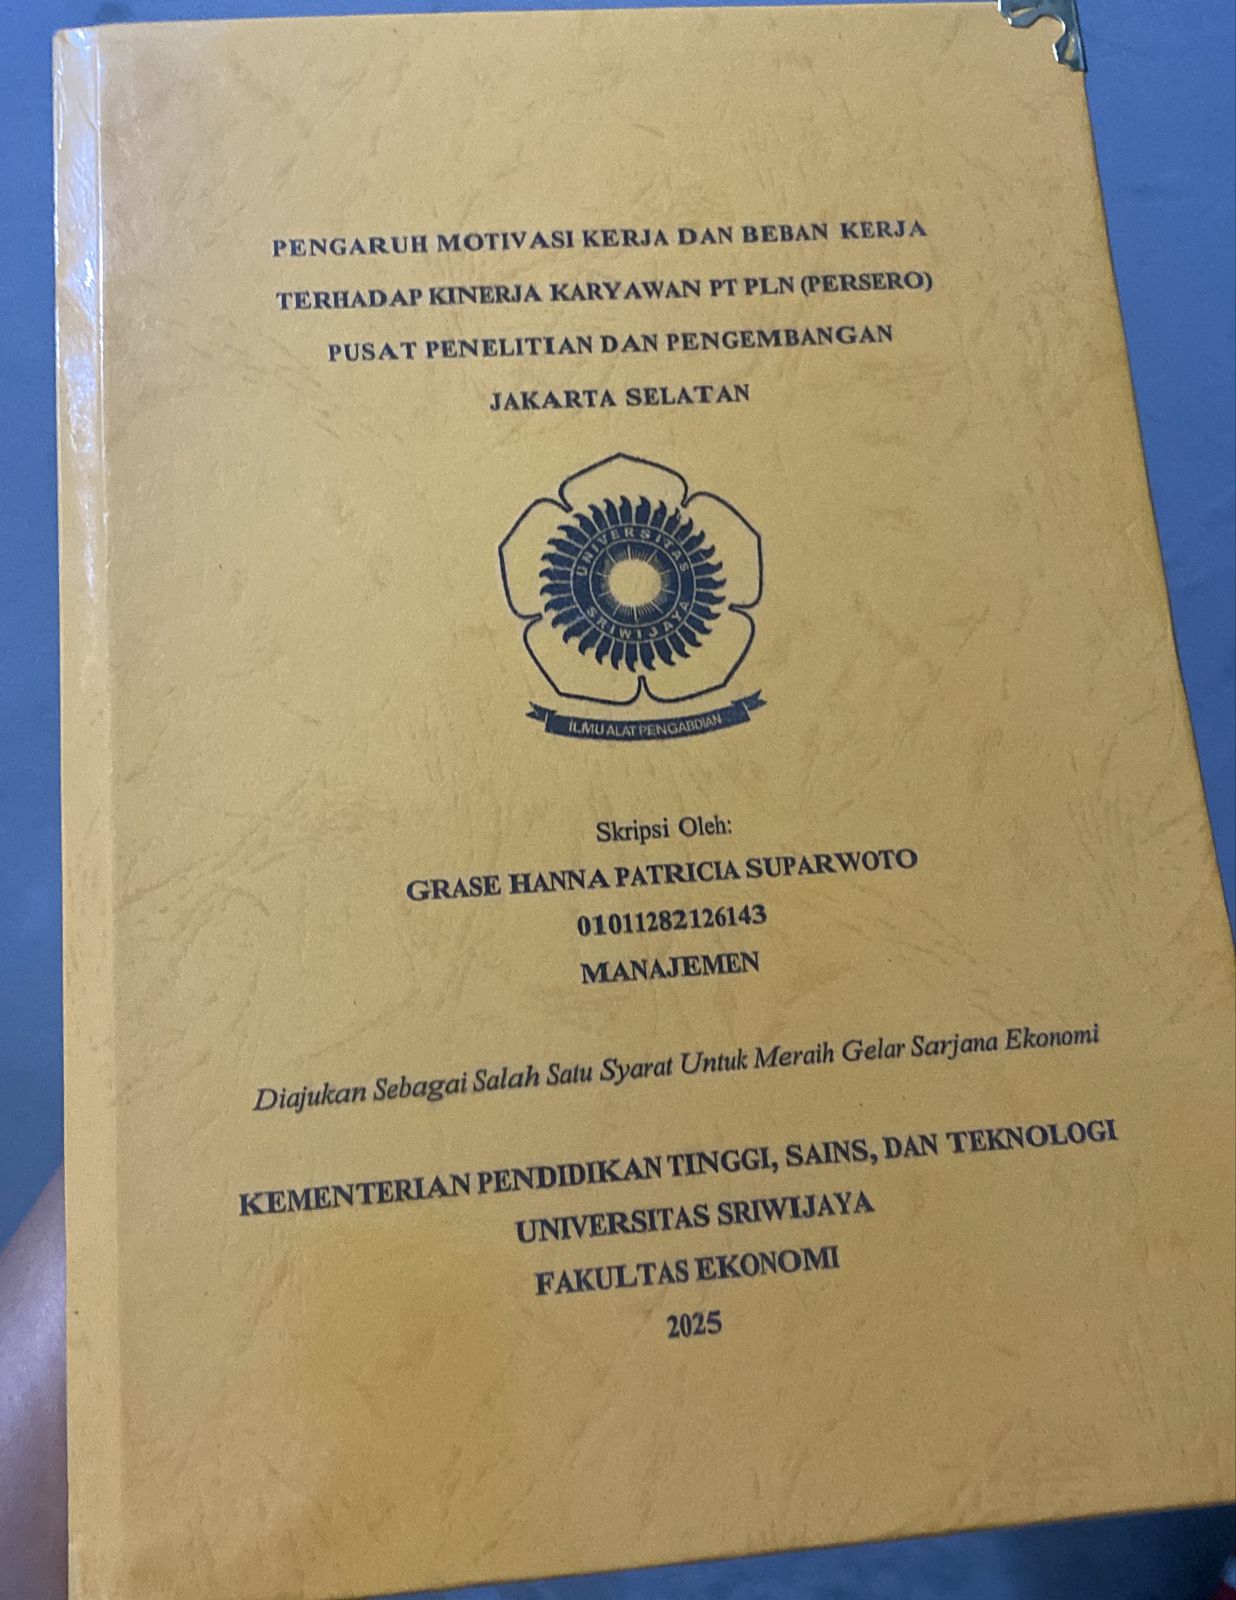 PENGARUH MOTIVASI KERJA DAN BEBAN KERJA
TERHADAP KINERJA KARYAWAN PT PLN (PERSERO)
PUSAT PENELITIAN DAN PENGEMBANGAN
JAKARTA SELATAN
UNIVERSITAS
SRIWIJAYA
ILMU ALAT PENGABDIAN
Skripsi Oleh:
GRASE HANNA PATRICIA SUPARWOTO
01011282126143
MANAJEMEN
Diajukan Sebagai Salah Satu Syarat Untuk Meraih Gelar Sarjana Ekonomi
KEMENTERIAN PENDIDIKAN TINGGI, SAINS, DAN TEKNOLOGI
UNIVERSITAS SRIWIJAYA
FAKULTAS EKONOMI
2025